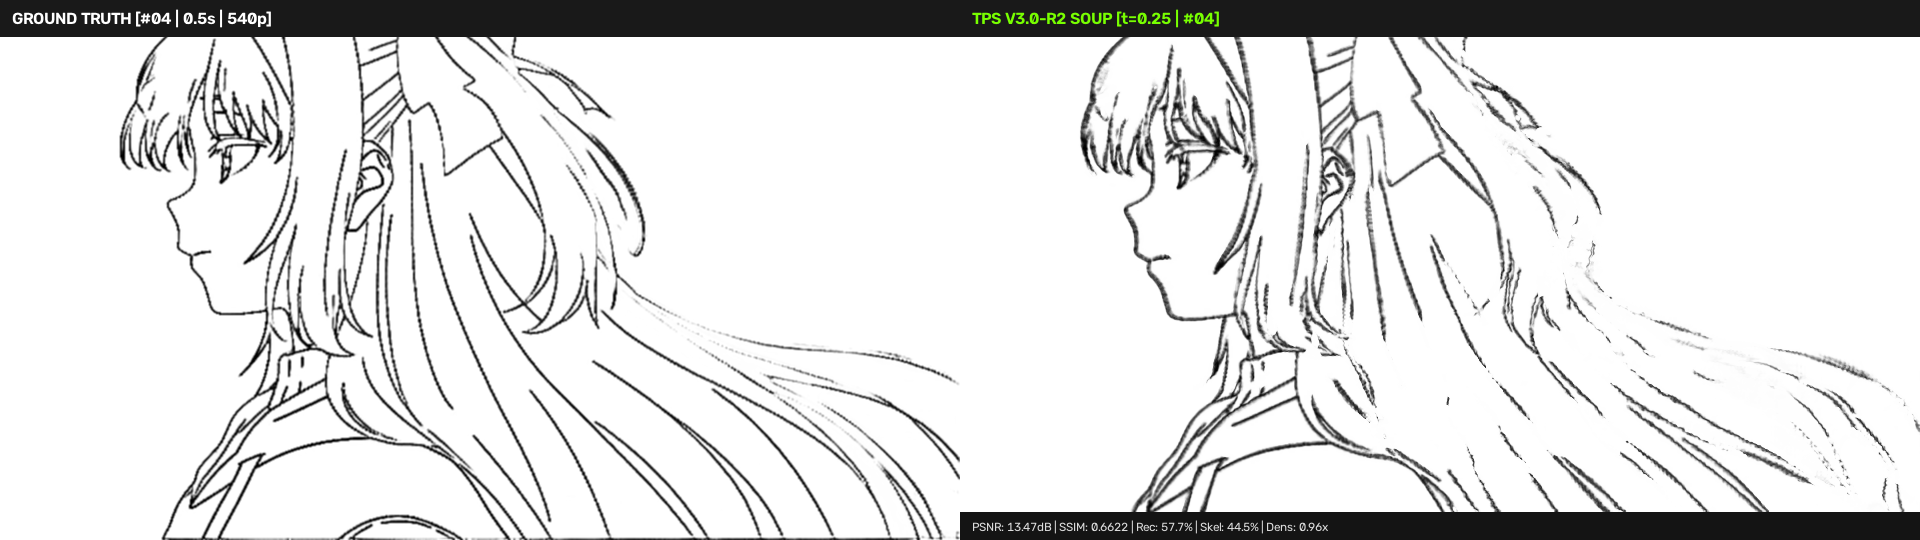 GROUND TRUTH [#04 | 0.5s | 540p]
TPS V3.0-R2 SOUP [t=0.25 | #04]
PSNR: 13.47dB | SSIM: 0.6622 | Rec: 57.7% | Skel: 44.5% | Dens: 0.96x